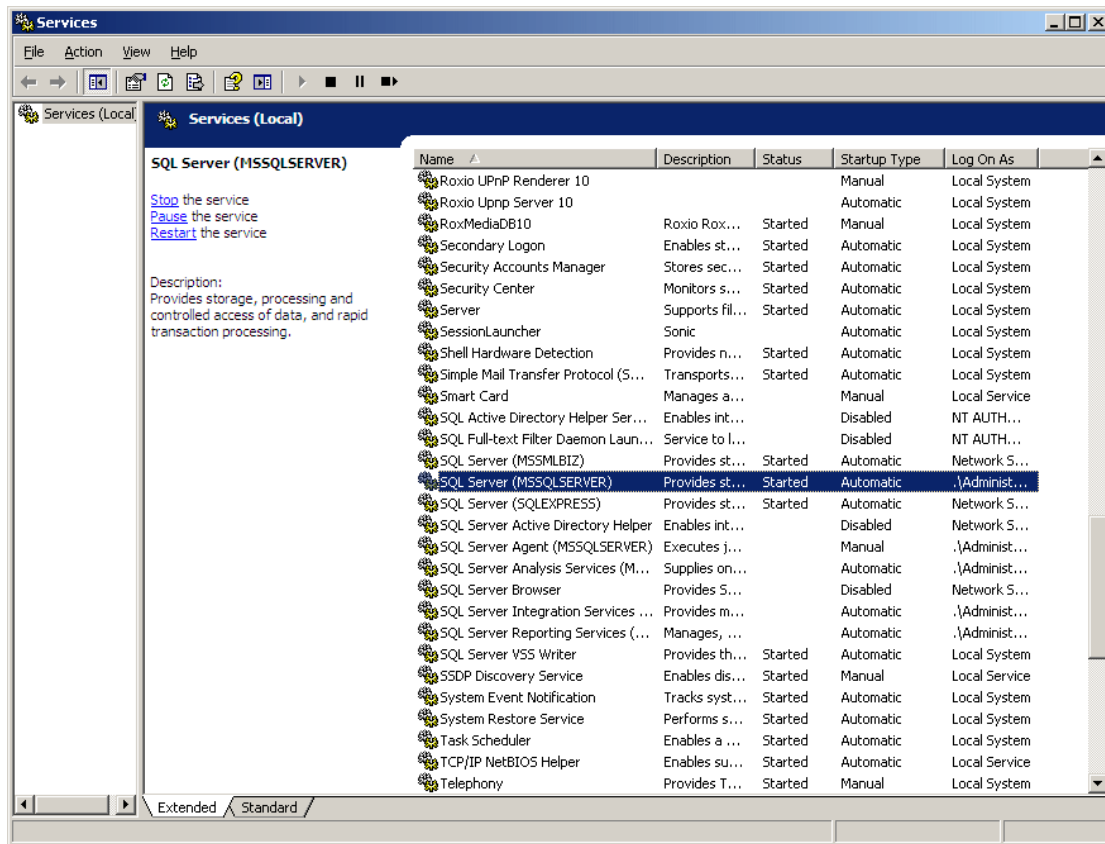 Services
File Action View Help
Services (Local
Services (Local)
SQL Server (MSSQLSERVER)
Stop the service
Pause the service
Restart the service
Description:
Provides storage, processing and
controlled access of data, and rapid
transaction processing.
Name Description Status Startup Type Log On As
Roxio UPnP Renderer 10 Manual Local System
Roxio Upnp Server 10 Automatic Local System
RoxMediaDB10 Roxio Rox... Started Manual Local System
Secondary Logon Enables st... Started Automatic Local System
Security Accounts Manager Stores sec... Started Automatic Local System
Security Center Monitors s... Started Automatic Local System
Server Supports fil... Started Automatic Local System
SessionLauncher Sonic Automatic Local System
Shell Hardware Detection Provides n... Started Automatic Local System
Simple Mail Transfer Protocol (S... Transports... Started Automatic Local System
Smart Card Manages a... Manual Local Service
SQL Active Directory Helper Ser... Enables int... Disabled NT AUTH...
SQL Full-text Filter Daemon Laun... Service to l... Disabled NT AUTH...
SQL Server (MSSMLBIZ) Provides st... Started Automatic Network S...
SQL Server (MSSQLSERVER) Provides st... Started Automatic .\Administ...
SQL Server (SQLEXPRESS) Provides st... Started Automatic Network S...
SQL Server Active Directory Helper Enables int... Disabled Network S...
SQL Server Agent (MSSQLSERVER) Executes j... Manual .\Administ...
SQL Server Analysis Services (M... Supplies on... Automatic .\Administ...
SQL Server Browser Provides S... Disabled Network S...
SQL Server Integration Services ... Provides m... Automatic .\Administ...
SQL Server Reporting Services (... Manages, ... Automatic .\Administ...
SQL Server VSS Writer Provides th... Started Automatic Local System
SSDP Discovery Service Enables dis... Started Manual Local Service
System Event Notification Tracks syst... Started Automatic Local System
System Restore Service Performs s... Started Automatic Local System
Task Scheduler Enables a ... Started Automatic Local System
TCP/IP NetBIOS Helper Enables su... Started Automatic Local Service
Telephony Provides T... Started Manual Local System
Extended Standard